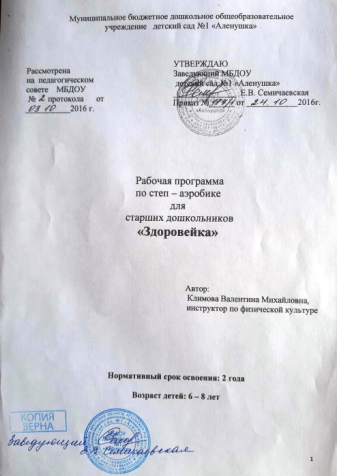 Муниципальное бюджетное дошкольное общеобразовательное
учреждение детский сад №1 «Аленушка»
Рассмотрена
на педагогическом
совете МБДОУ
№ 2 протокола от
03 10 2016 г.
УТВЕРЖДАЮ
Заведующий МБДОУ
детский сад №1 «Аленушка»
Е.В. Семичаевская
Приказ № от 24.10 2016г.
Рабочая программа
по степ – аэробике
для
старших дошкольников
«Здоровейка»
Автор:
Климова Валентина Михайловна,
инструктор по физической культуре
Нормативный срок освоения: 2 года
Возраст детей: 6 – 8 лет
КОПИЯ
ВЕРНА
Заведующий
1